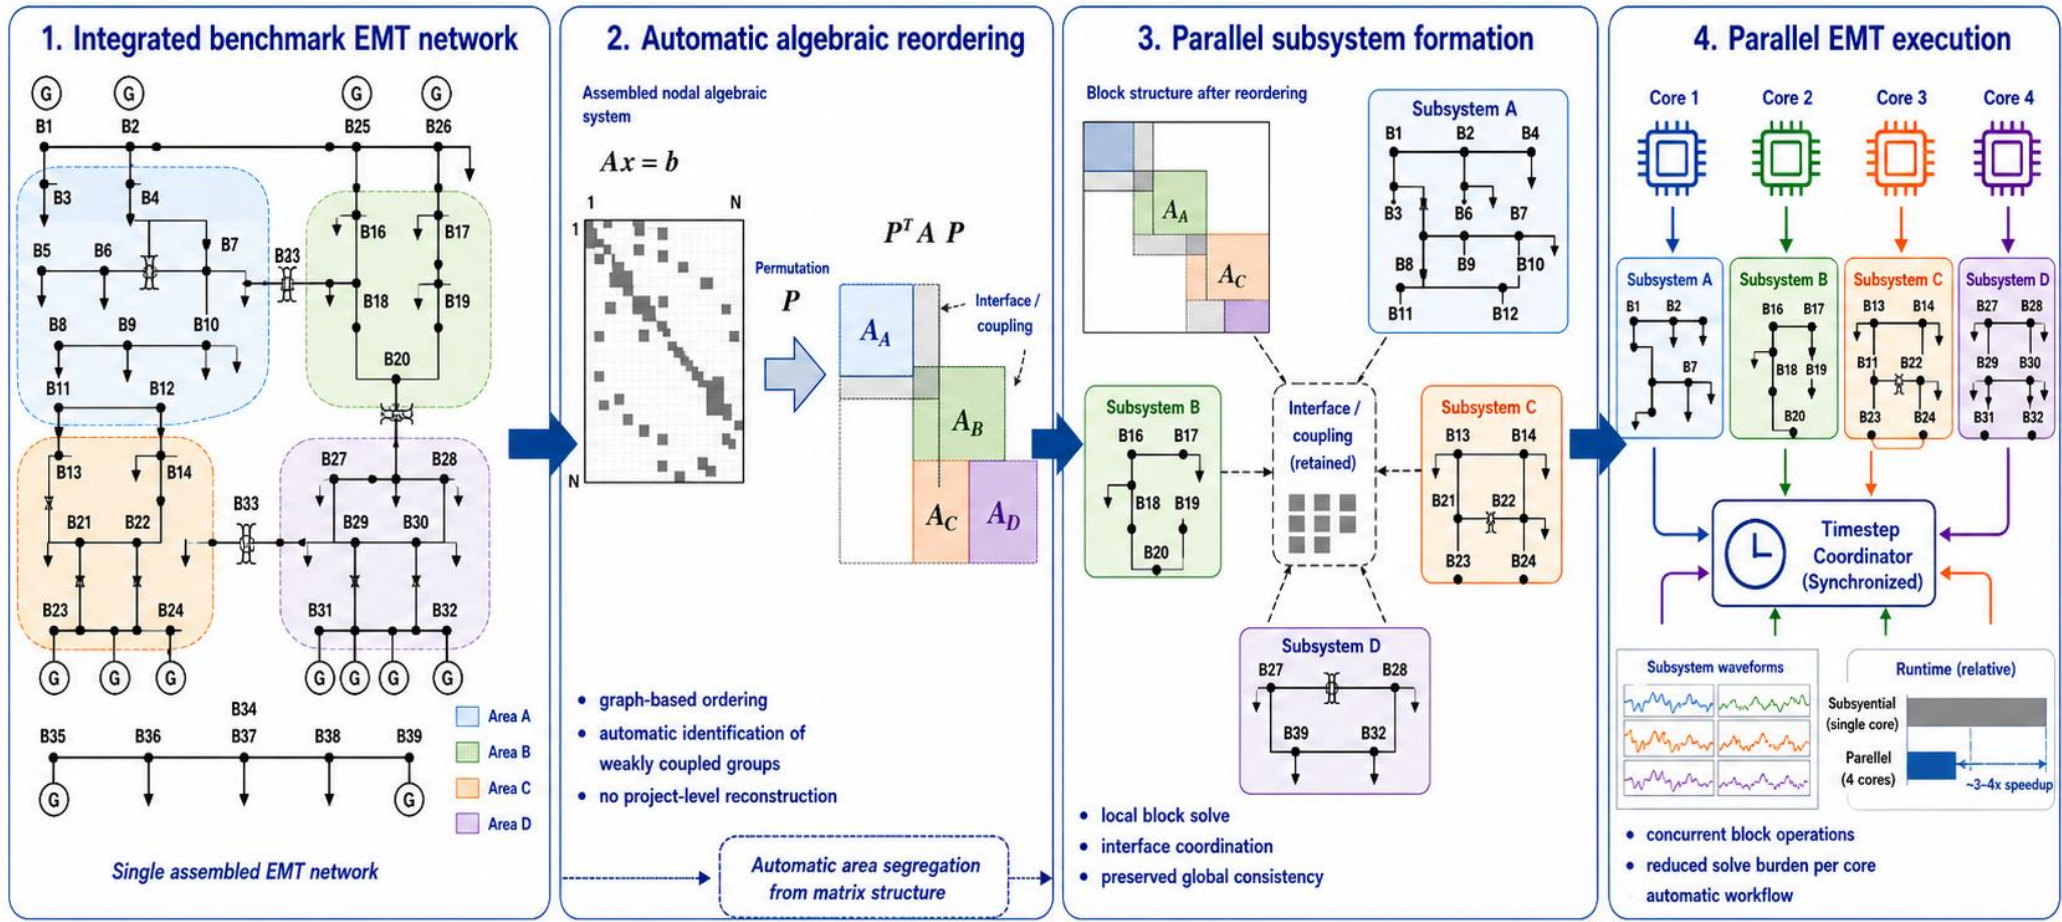 1. Integrated benchmark EMT network
G G G G
B1 B2 B25 B26
B3 B4
B16 B17
B5 B6 B7 B23
B18 B19
B8 B9 B10
B20
B11 B12
B13 B14
B27 B28
B33
B21 B22 B29 B30
B23 B24 B31 B32
G G G G G G G
B34
B35 B36 B37 B38 B39
G G
Area A
Area B
Area C
Area D
Single assembled EMT network
2. Automatic algebraic reordering
Assembled nodal algebraic
system
Ax = b
1 N
1
N
Permutation
P
P^T A P
Interface /
coupling
A_A
A_B
A_C A_D
• graph-based ordering
• automatic identification of
weakly coupled groups
• no project-level reconstruction
Automatic area segregation
from matrix structure
3. Parallel subsystem formation
Block structure after reordering
A_A
A_C
Subsystem A
B1 B2 B4
B3 B6 B7
B8 B9 B10
B11 B12
Subsystem B
B16 B17
B18 B19
B20
Interface /
coupling
(retained)
Subsystem C
B13 B14
B21 B22
B23 B24
Subsystem D
B27 B28
B39 B32
• local block solve
• interface coordination
• preserved global consistency
4. Parallel EMT execution
Core 1 Core 2 Core 3 Core 4
Subsystem A
B1 B2
B7
Subsystem B
B16 B17
B18 B19
B20
Subsystem C
B13 B14
B11 B22
B23 B24
Subsystem D
B27 B28
B29 B30
B31 B32
Timestep
Coordinator
(Synchronized)
Subsystem waveforms
Runtime (relative)
Subsyential
(single core)
Parellel
(4 cores)
~3-4x speedup
• concurrent block operations
• reduced solve burden per core
automatic workflow